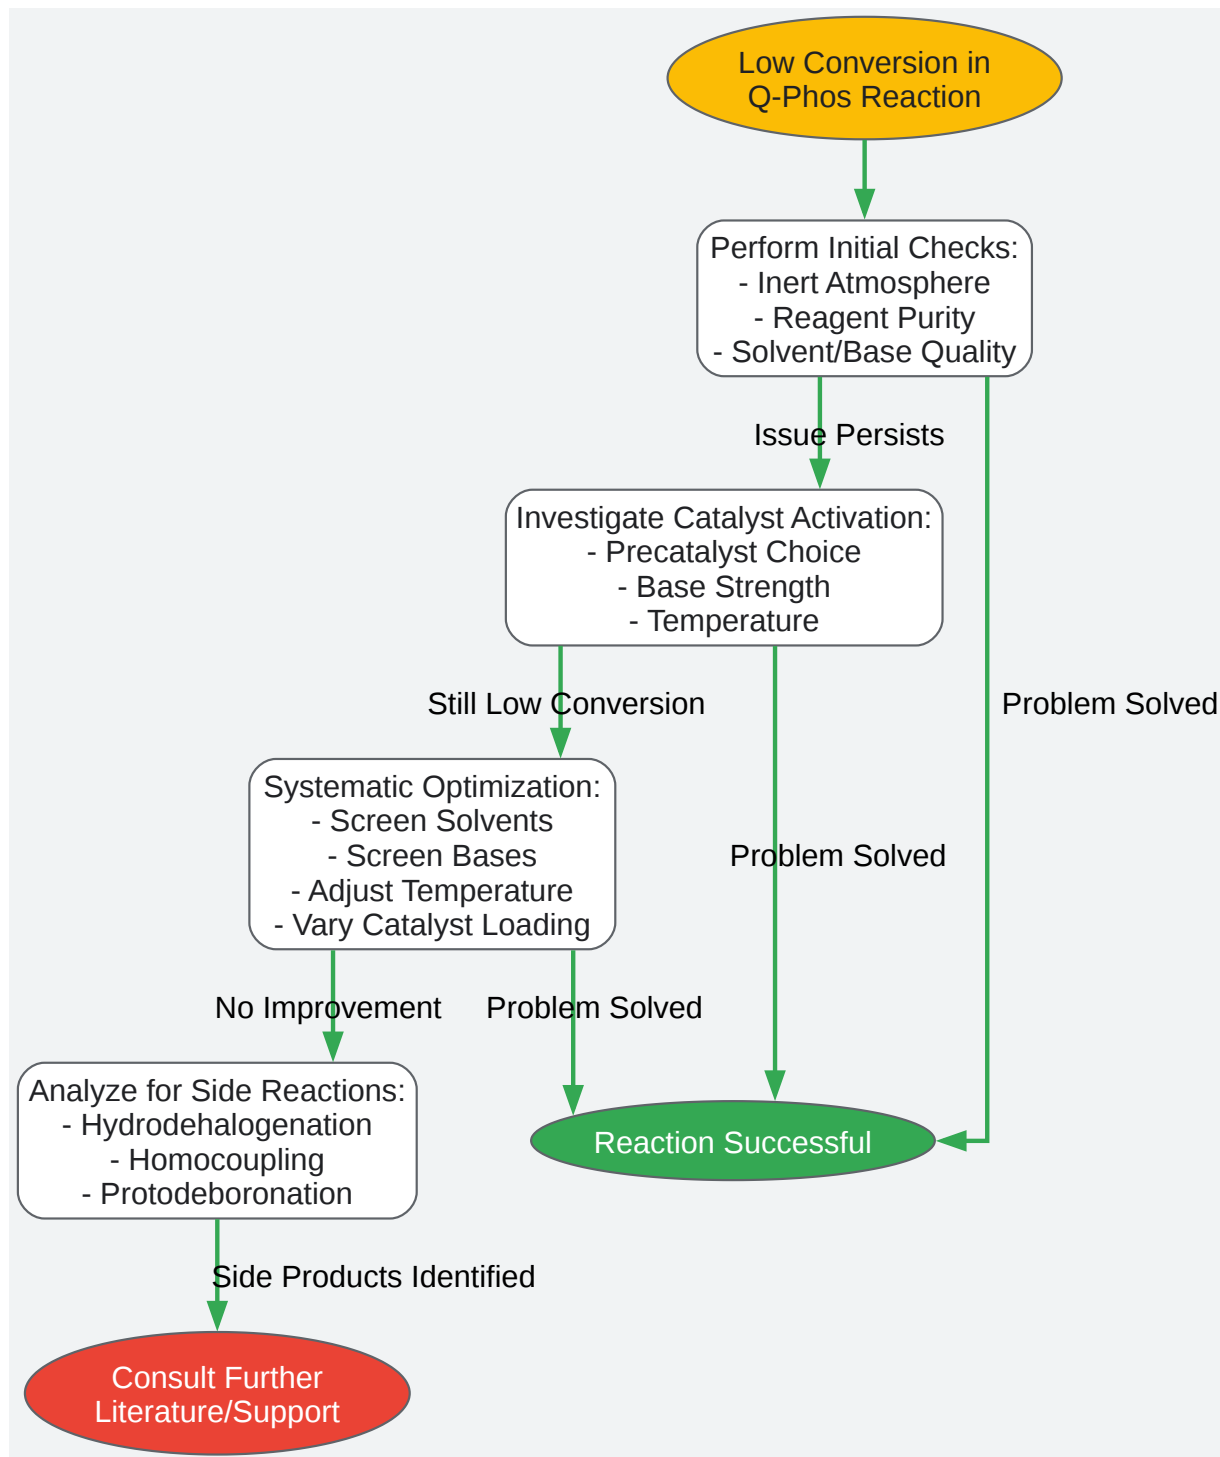 Low Conversion in
Q-Phos Reaction
Perform Initial Checks:
- Inert Atmosphere
- Reagent Purity
- Solvent/Base Quality
Issue Persists
Investigate Catalyst Activation:
- Precatalyst Choice
- Base Strength
- Temperature
Still Low Conversion
Problem Solved
Systematic Optimization:
- Screen Solvents
- Screen Bases
- Adjust Temperature
- Vary Catalyst Loading
Problem Solved
No Improvement
Problem Solved
Analyze for Side Reactions:
- Hydrodehalogenation
- Homocoupling
- Protodeboronation
Reaction Successful
Side Products Identified
Consult Further
Literature/Support